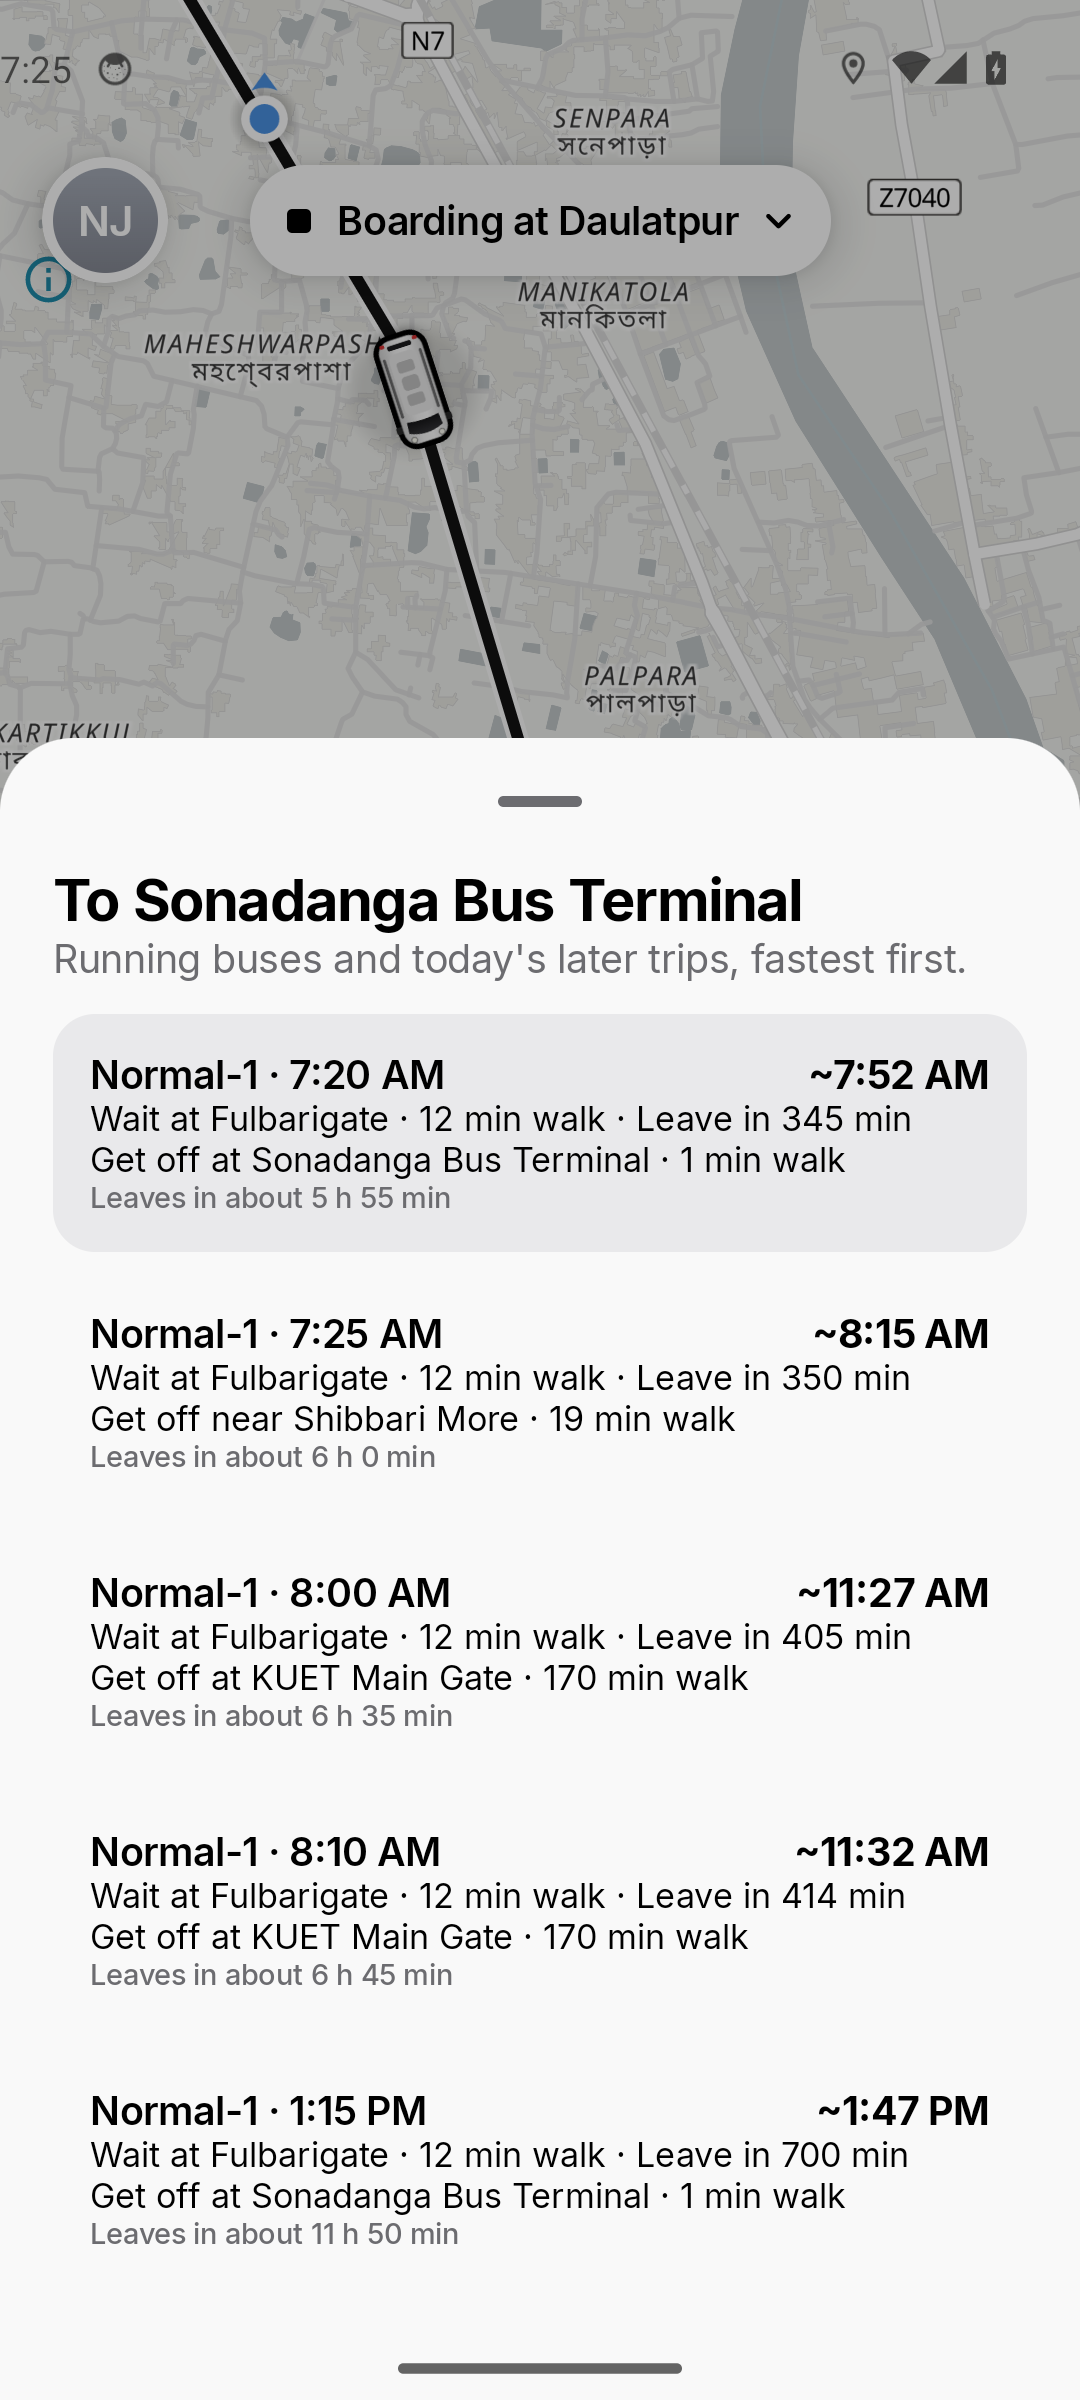 N7
7:25
SENPARA
সেনপাড়া
Z7040
NJ
Boarding at Daulatpur
MANIKATOLA
মানিকতলা
MAHESHWARPASH
মহেশ্বেরপাশা
PALPARA
পালপাড়া
KARTIKKUL
To Sonadanga Bus Terminal
Running buses and today's later trips, fastest first.
Normal-1 · 7:20 AM ~7:52 AM
Wait at Fulbarigate · 12 min walk · Leave in 345 min
Get off at Sonadanga Bus Terminal · 1 min walk
Leaves in about 5 h 55 min
Normal-1 · 7:25 AM ~8:15 AM
Wait at Fulbarigate · 12 min walk · Leave in 350 min
Get off near Shibbari More · 19 min walk
Leaves in about 6 h 0 min
Normal-1 · 8:00 AM ~11:27 AM
Wait at Fulbarigate · 12 min walk · Leave in 405 min
Get off at KUET Main Gate · 170 min walk
Leaves in about 6 h 35 min
Normal-1 · 8:10 AM ~11:32 AM
Wait at Fulbarigate · 12 min walk · Leave in 414 min
Get off at KUET Main Gate · 170 min walk
Leaves in about 6 h 45 min
Normal-1 · 1:15 PM ~1:47 PM
Wait at Fulbarigate · 12 min walk · Leave in 700 min
Get off at Sonadanga Bus Terminal · 1 min walk
Leaves in about 11 h 50 min